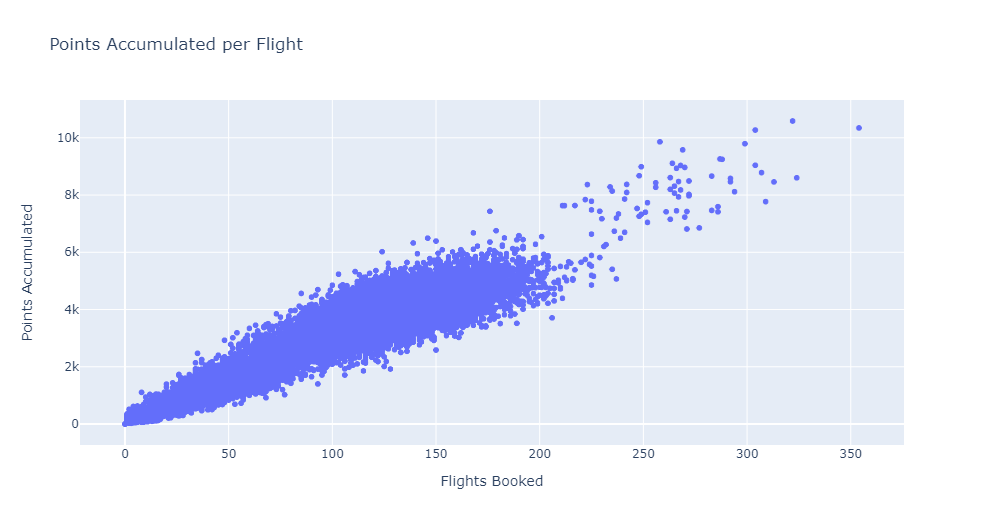 Points Accumulated per Flight
10k
8k
6k
4k
2k
0
Points Accumulated
0 50 100 150 200 250 300 350
Flights Booked